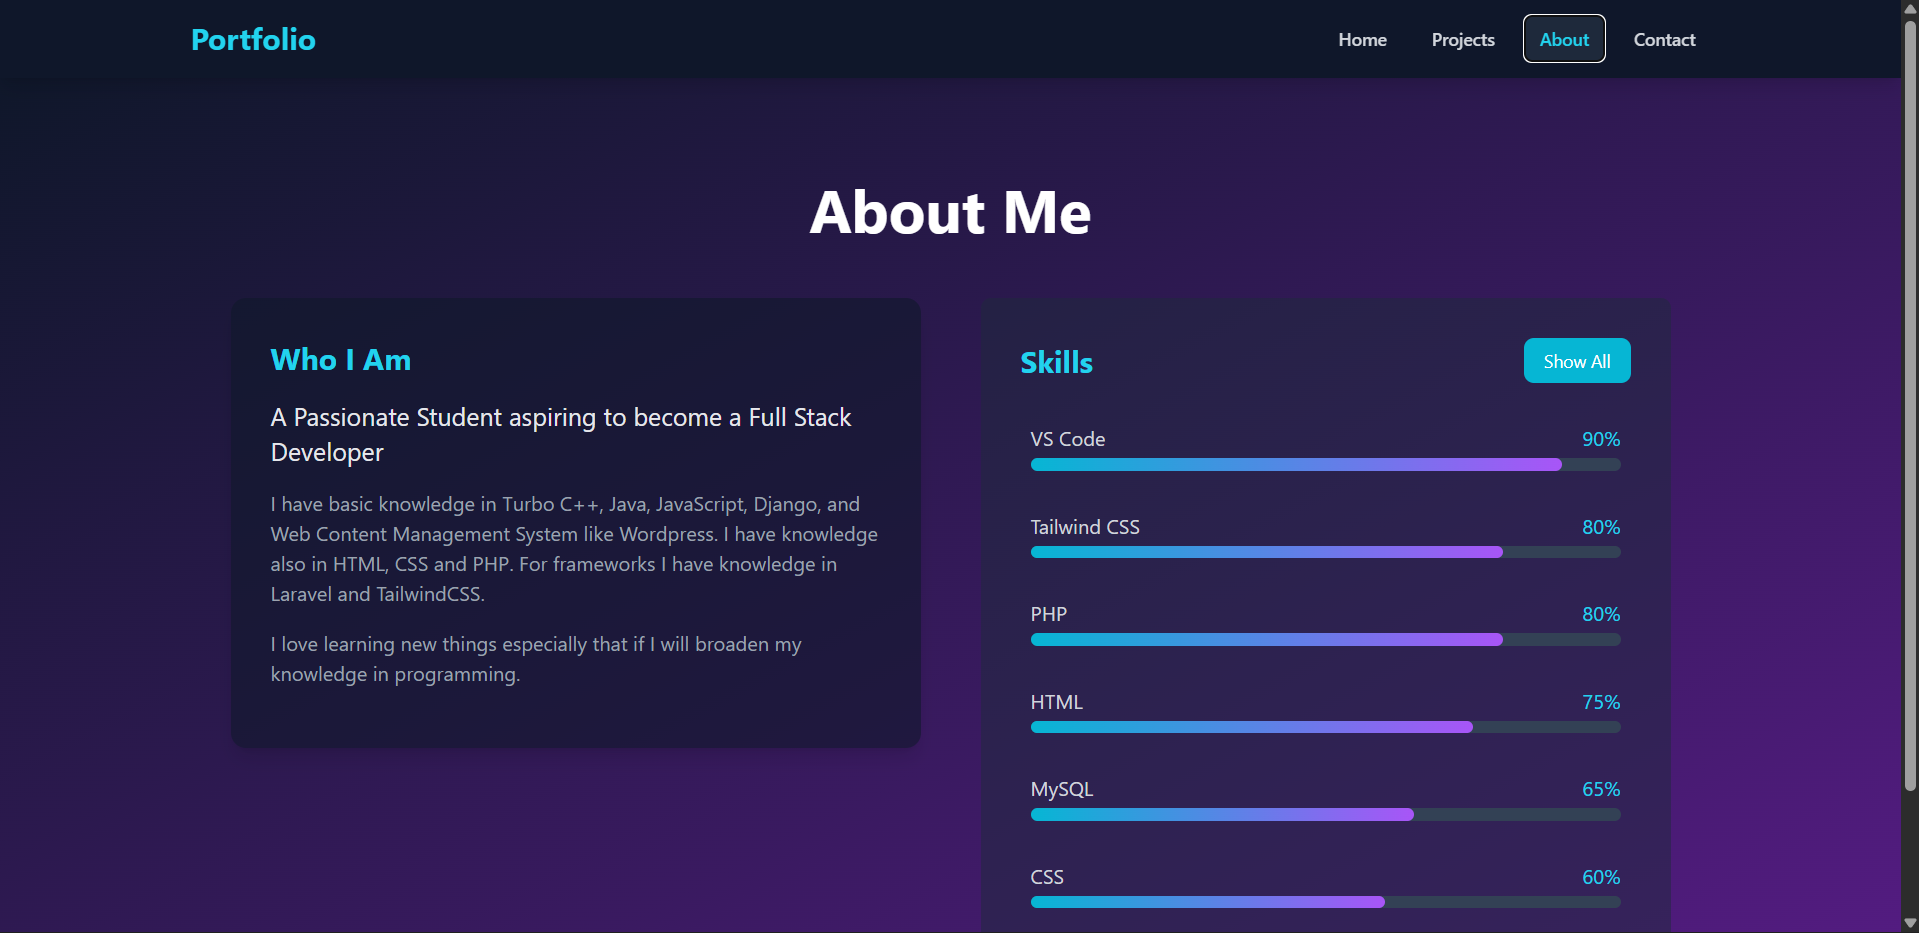 Portfolio
Home
Projects
About
Contact
About Me
Who I Am
A Passionate Student aspiring to become a Full Stack
Developer
I have basic knowledge in Turbo C++, Java, JavaScript, Django, and
Web Content Management System like Wordpress. I have knowledge
also in HTML, CSS and PHP. For frameworks I have knowledge in
Laravel and TailwindCSS.
I love learning new things especially that if I will broaden my
knowledge in programming.
Skills
Show All
VS Code 90%
Tailwind CSS 80%
PHP 80%
HTML 75%
MySQL 65%
CSS 60%